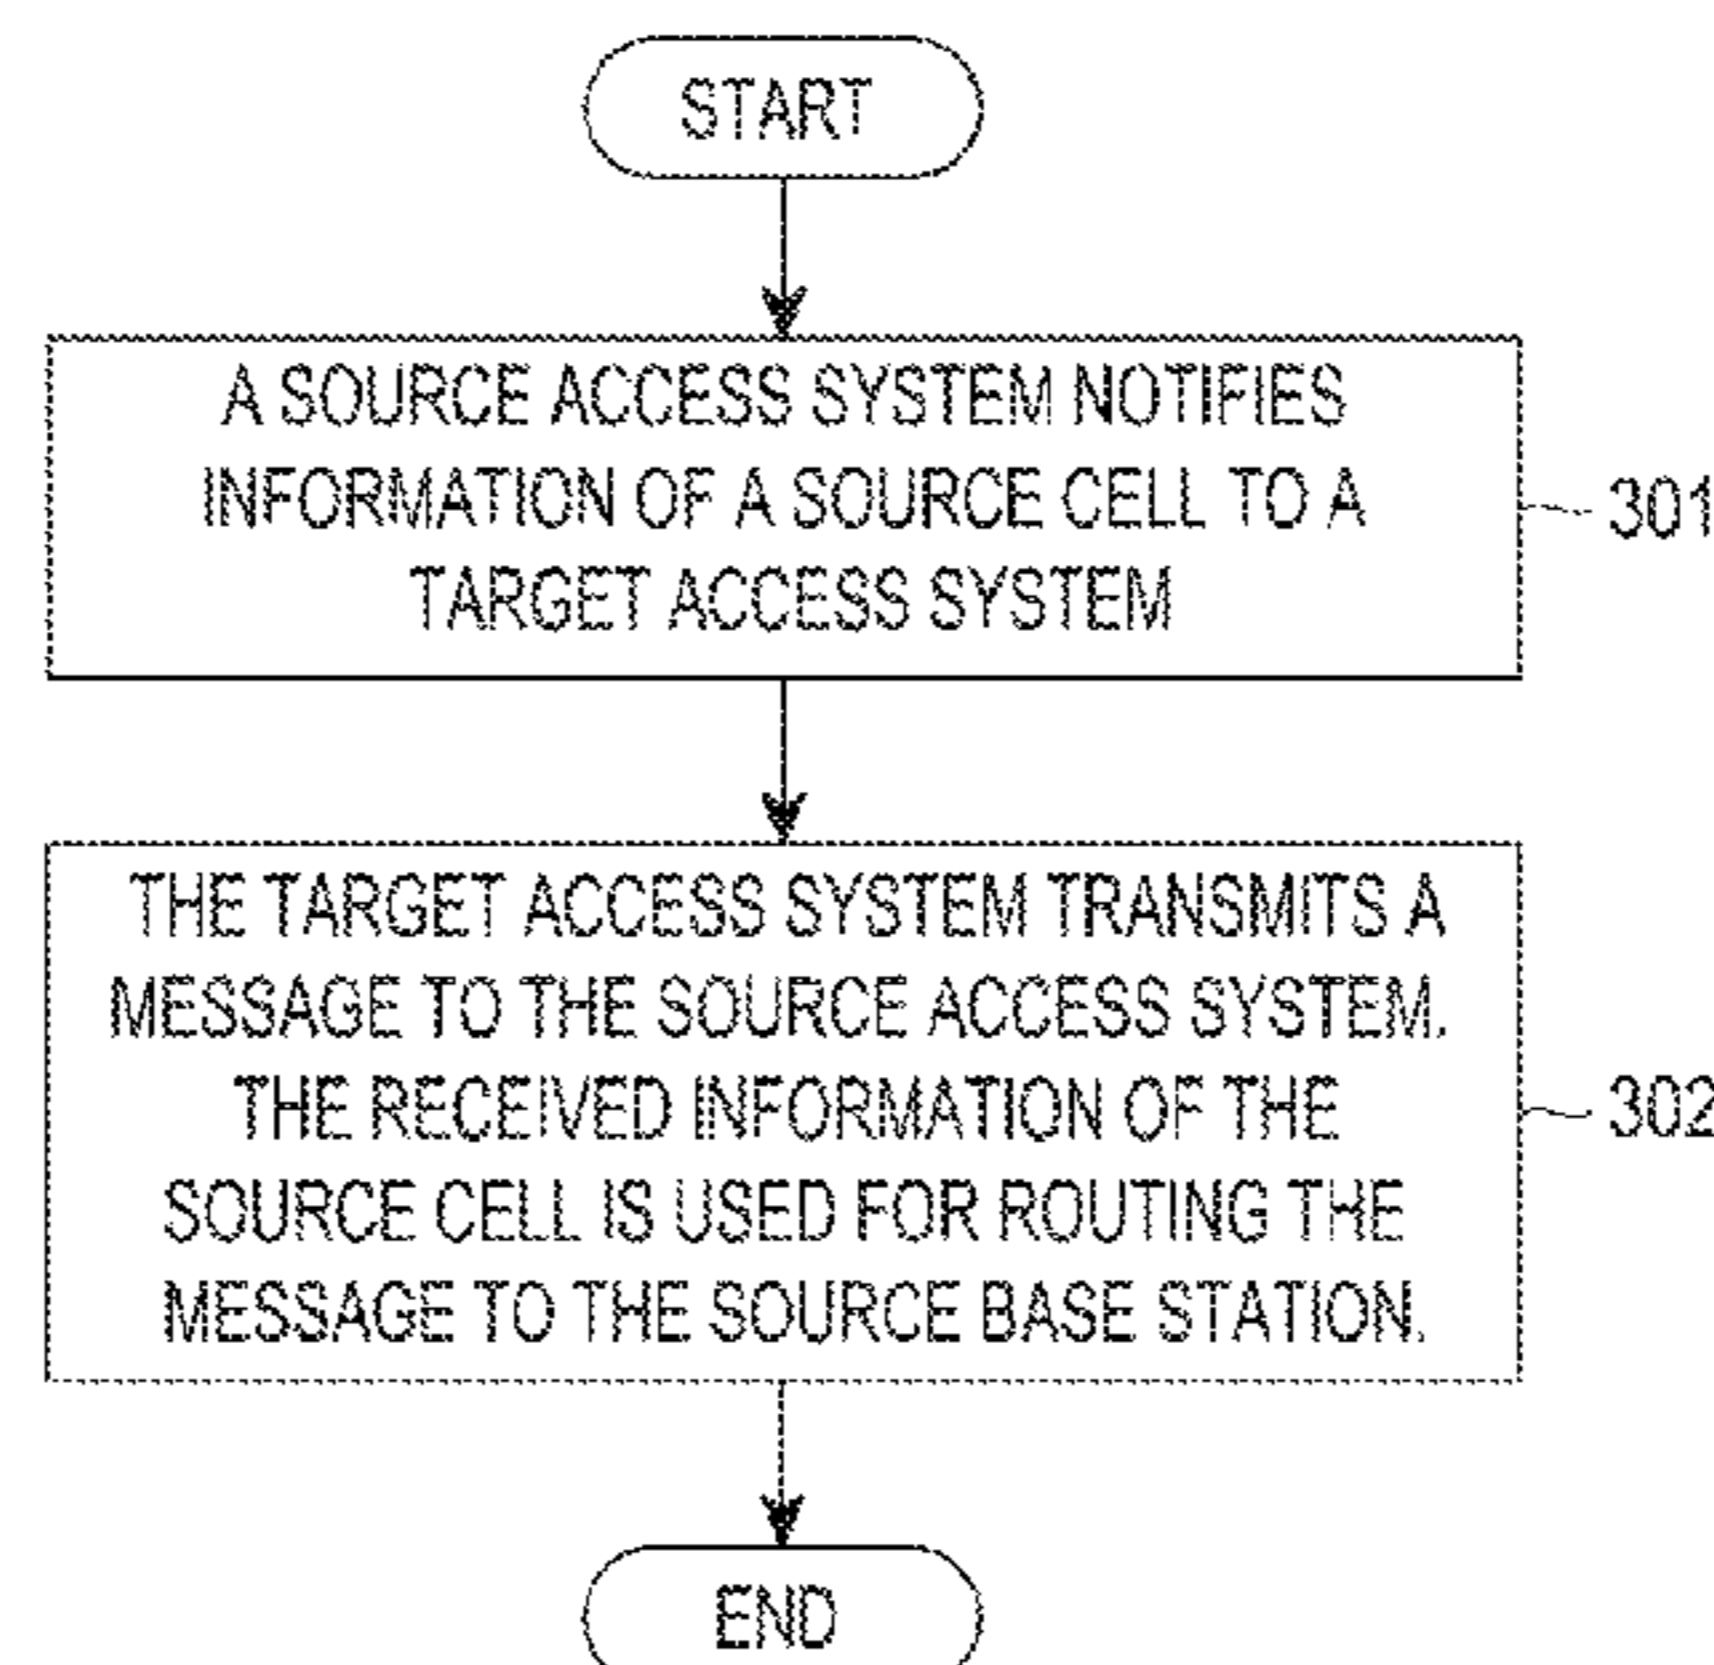 START
A SOURCE ACCESS SYSTEM NOTIFIES
INFORMATION OF A SOURCE CELL TO A
TARGET ACCESS SYSTEM
301
THE TARGET ACCESS SYSTEM TRANSMITS A
MESSAGE TO THE SOURCE ACCESS SYSTEM.
THE RECEIVED INFORMATION OF THE
SOURCE CELL IS USED FOR ROUTING THE
MESSAGE TO THE SOURCE BASE STATION.
302
END